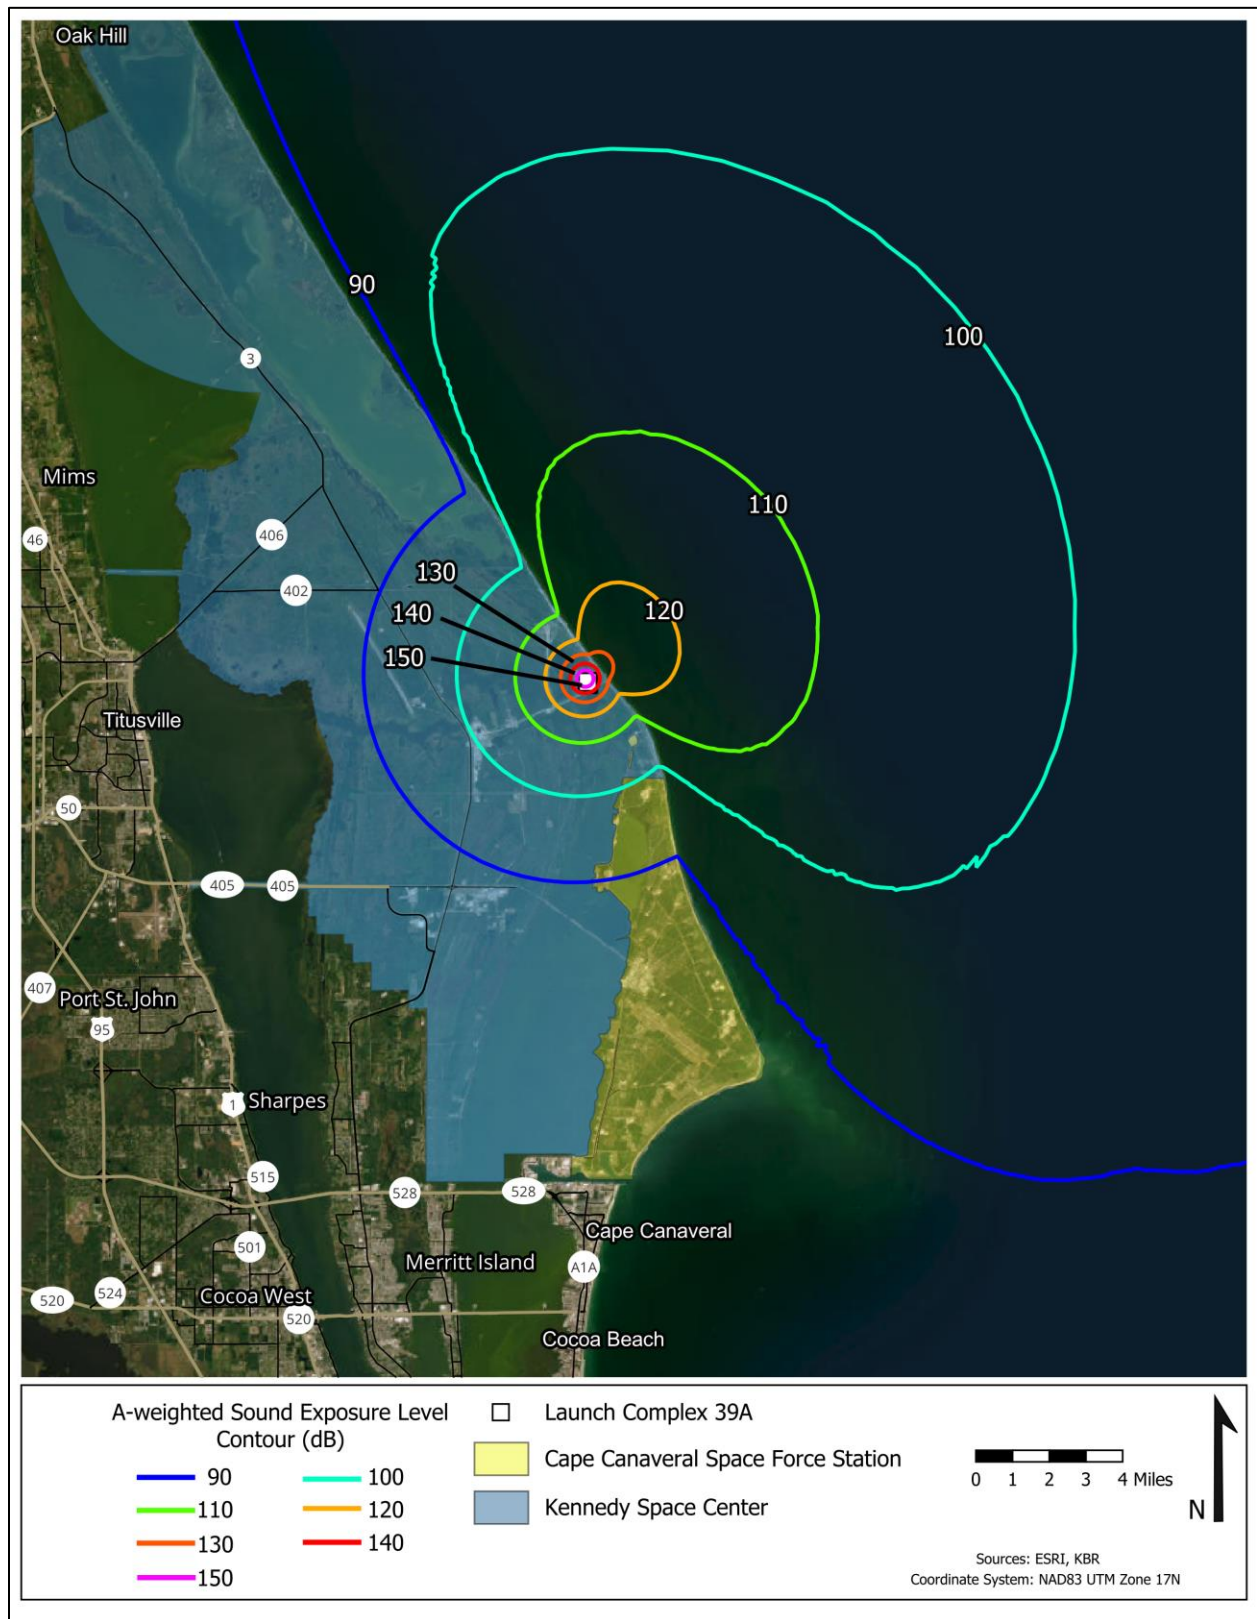 Oak Hill
90
3
100
Mims
110
46
406
130
402
140
120
150
Titusville
50
405
405
407
Port St. John
95
1
Sharpes
515
528
528
Cape Canaveral
501
Merritt Island
A1A
524
Cocoa West
520
520
Cocoa Beach
A-weighted Sound Exposure Level
Contour (dB)
90
100
110
120
130
140
150
Launch Complex 39A
Cape Canaveral Space Force Station
Kennedy Space Center
0 1 2 3 4 Miles
N
Sources: ESRI, KBR
Coordinate System: NAD83 UTM Zone 17N